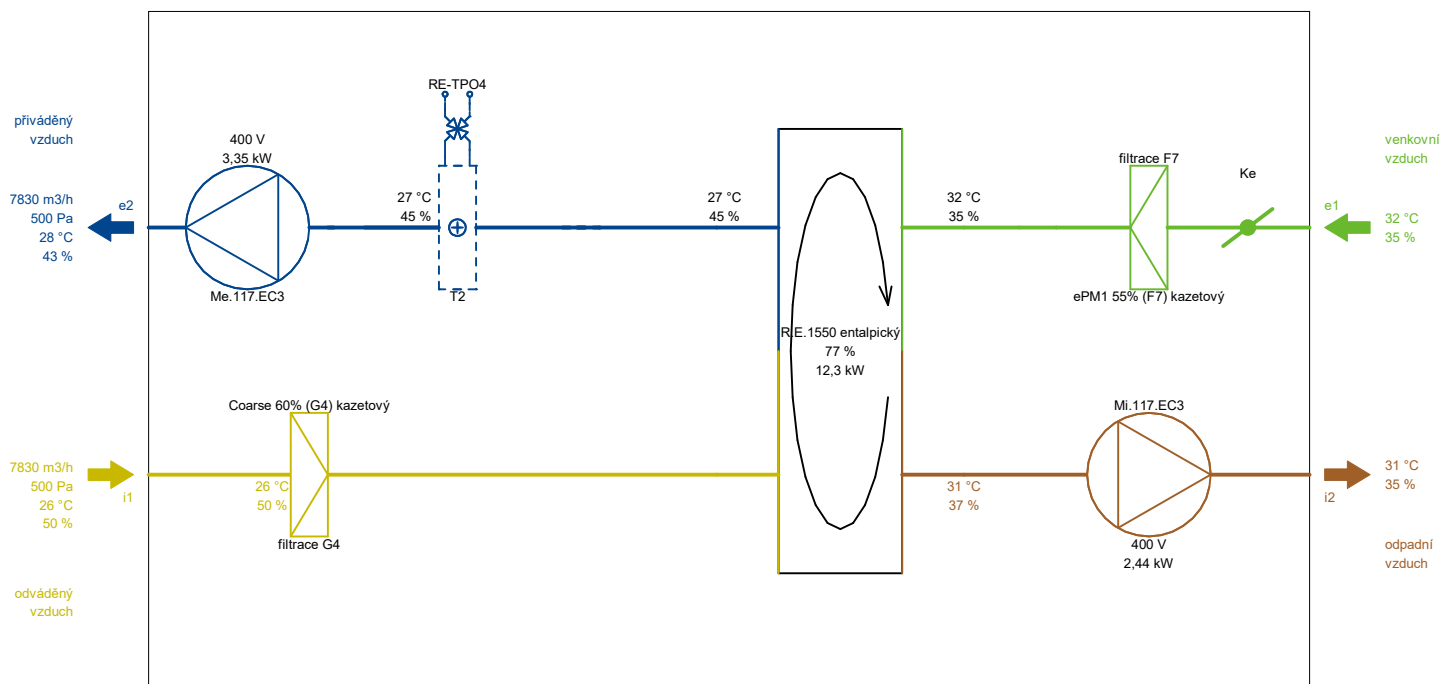 RE-TPO4
přiváděný
vzduch
400 V
3,35 kW
venkovní
vzduch
filtrace F7
Ke
7830 m3/h
500 Pa
28 °C
43 %
e2
27 °C
45 %
27 °C
45 %
32 °C
35 %
e1
32 °C
35 %
Me.117.EC3
T2
ePM1 55% (F7) kazetový
R.E.1550 entalpický
77 %
12,3 kW
Coarse 60% (G4) kazetový
Mi.117.EC3
7830 m3/h
500 Pa
26 °C
50 %
i1
26 °C
50 %
31 °C
37 %
31 °C
35 %
i2
filtrace G4
400 V
2,44 kW
odpadní
vzduch
odváděný
vzduch